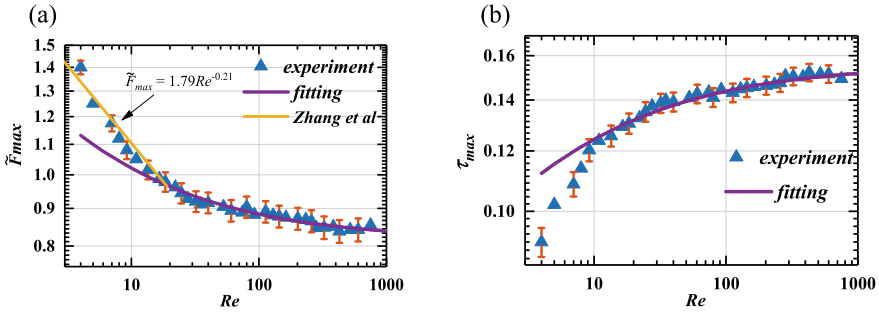 (a)
1.5
1.4
1.3
1.2
1.1
1.0
0.9
0.8
F̃max
F̃max = 1.79Re-0.21
experiment
fitting
Zhang et al
10
100
1000
Re
(b)
0.16
0.14
0.12
0.10
τmax
experiment
fitting
10
100
1000
Re